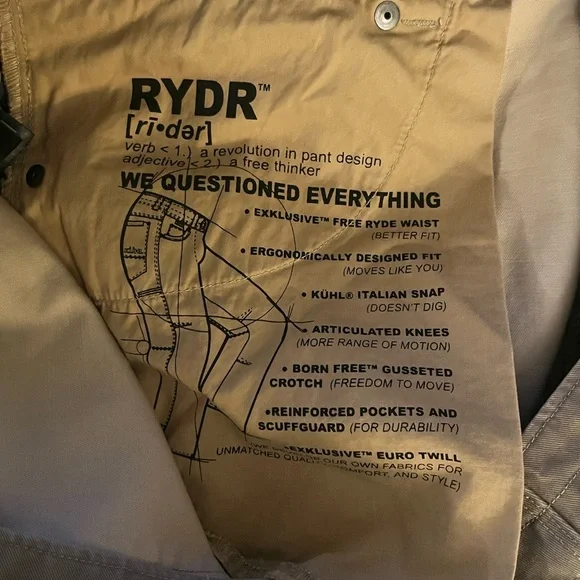 RYDR™
[rī•dər]
verb < 1.) a revolution in pant design
adjective < 2.) a free thinker
WE QUESTIONED EVERYTHING
• EXKLUSIVE™ FREE RYDE WAIST
(BETTER FIT)
• ERGONOMICALLY DESIGNED FIT
(MOVES LIKE YOU)
• KÜHL® ITALIAN SNAP
(DOESN'T DIG)
• ARTICULATED KNEES
(MORE RANGE OF MOTION)
• BORN FREE™ GUSSETED
CROTCH (FREEDOM TO MOVE)
•REINFORCED POCKETS AND
SCUFFGUARD (FOR DURABILITY)
•EXKLUSIVE™ EURO TWILL
OUR OWN FABRICS FOR
UNMATCHED COMFORT, AND STYLE)